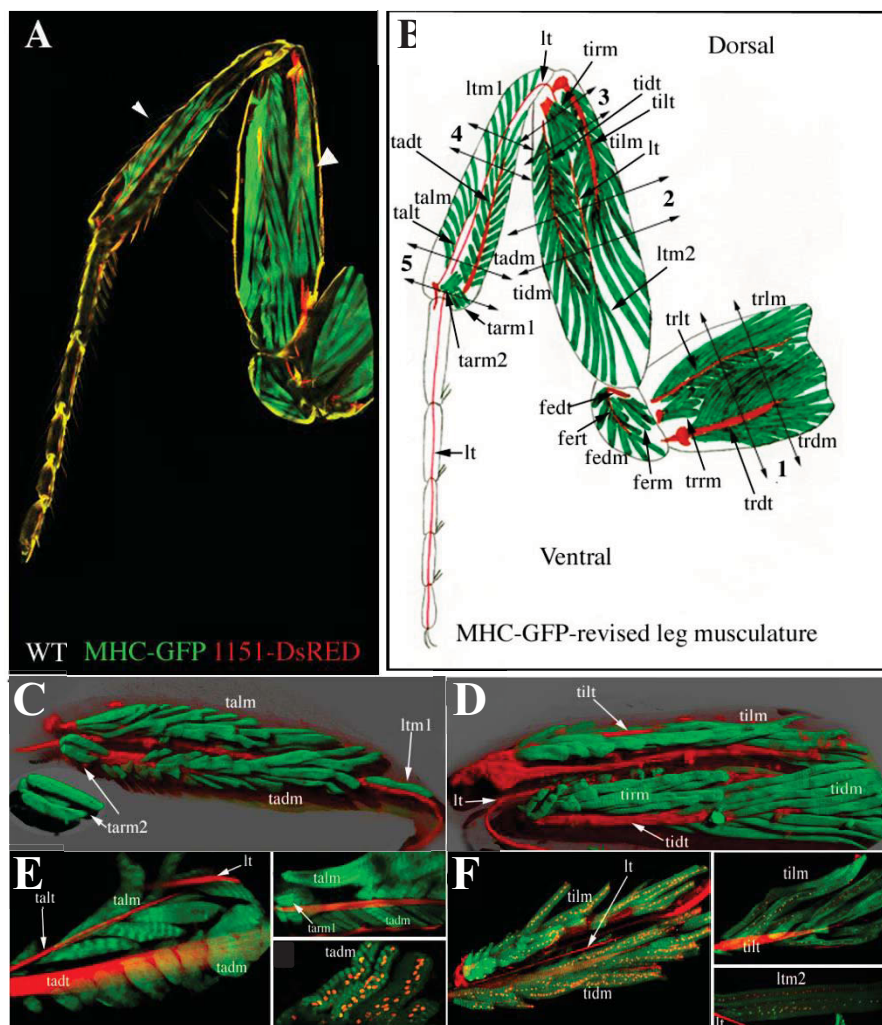 A
WT MHC-GFP 1151-DsRED
B
Dorsal
lt
tirm
tidt
tilt
ltm1
3
4
tilm
lt
tadt
talm
talt
2
5
tadm
tidm
ltm2
trlm
trlt
tarm1
tarm2
fedt
fert
fedm
ferm
trrm
trdt
trdm
1
lt
Ventral
MHC-GFP-revised leg musculature
C
talm
ltm1
tadm
tarm2
D
tilt
tilm
lt
tirm
tidm
tidt
E
lt
talm
talt
tadt
tadm
talm
tarm1
tadm
tadm
F
tilm
lt
tidm
tilm
tilt
ltm2
lt